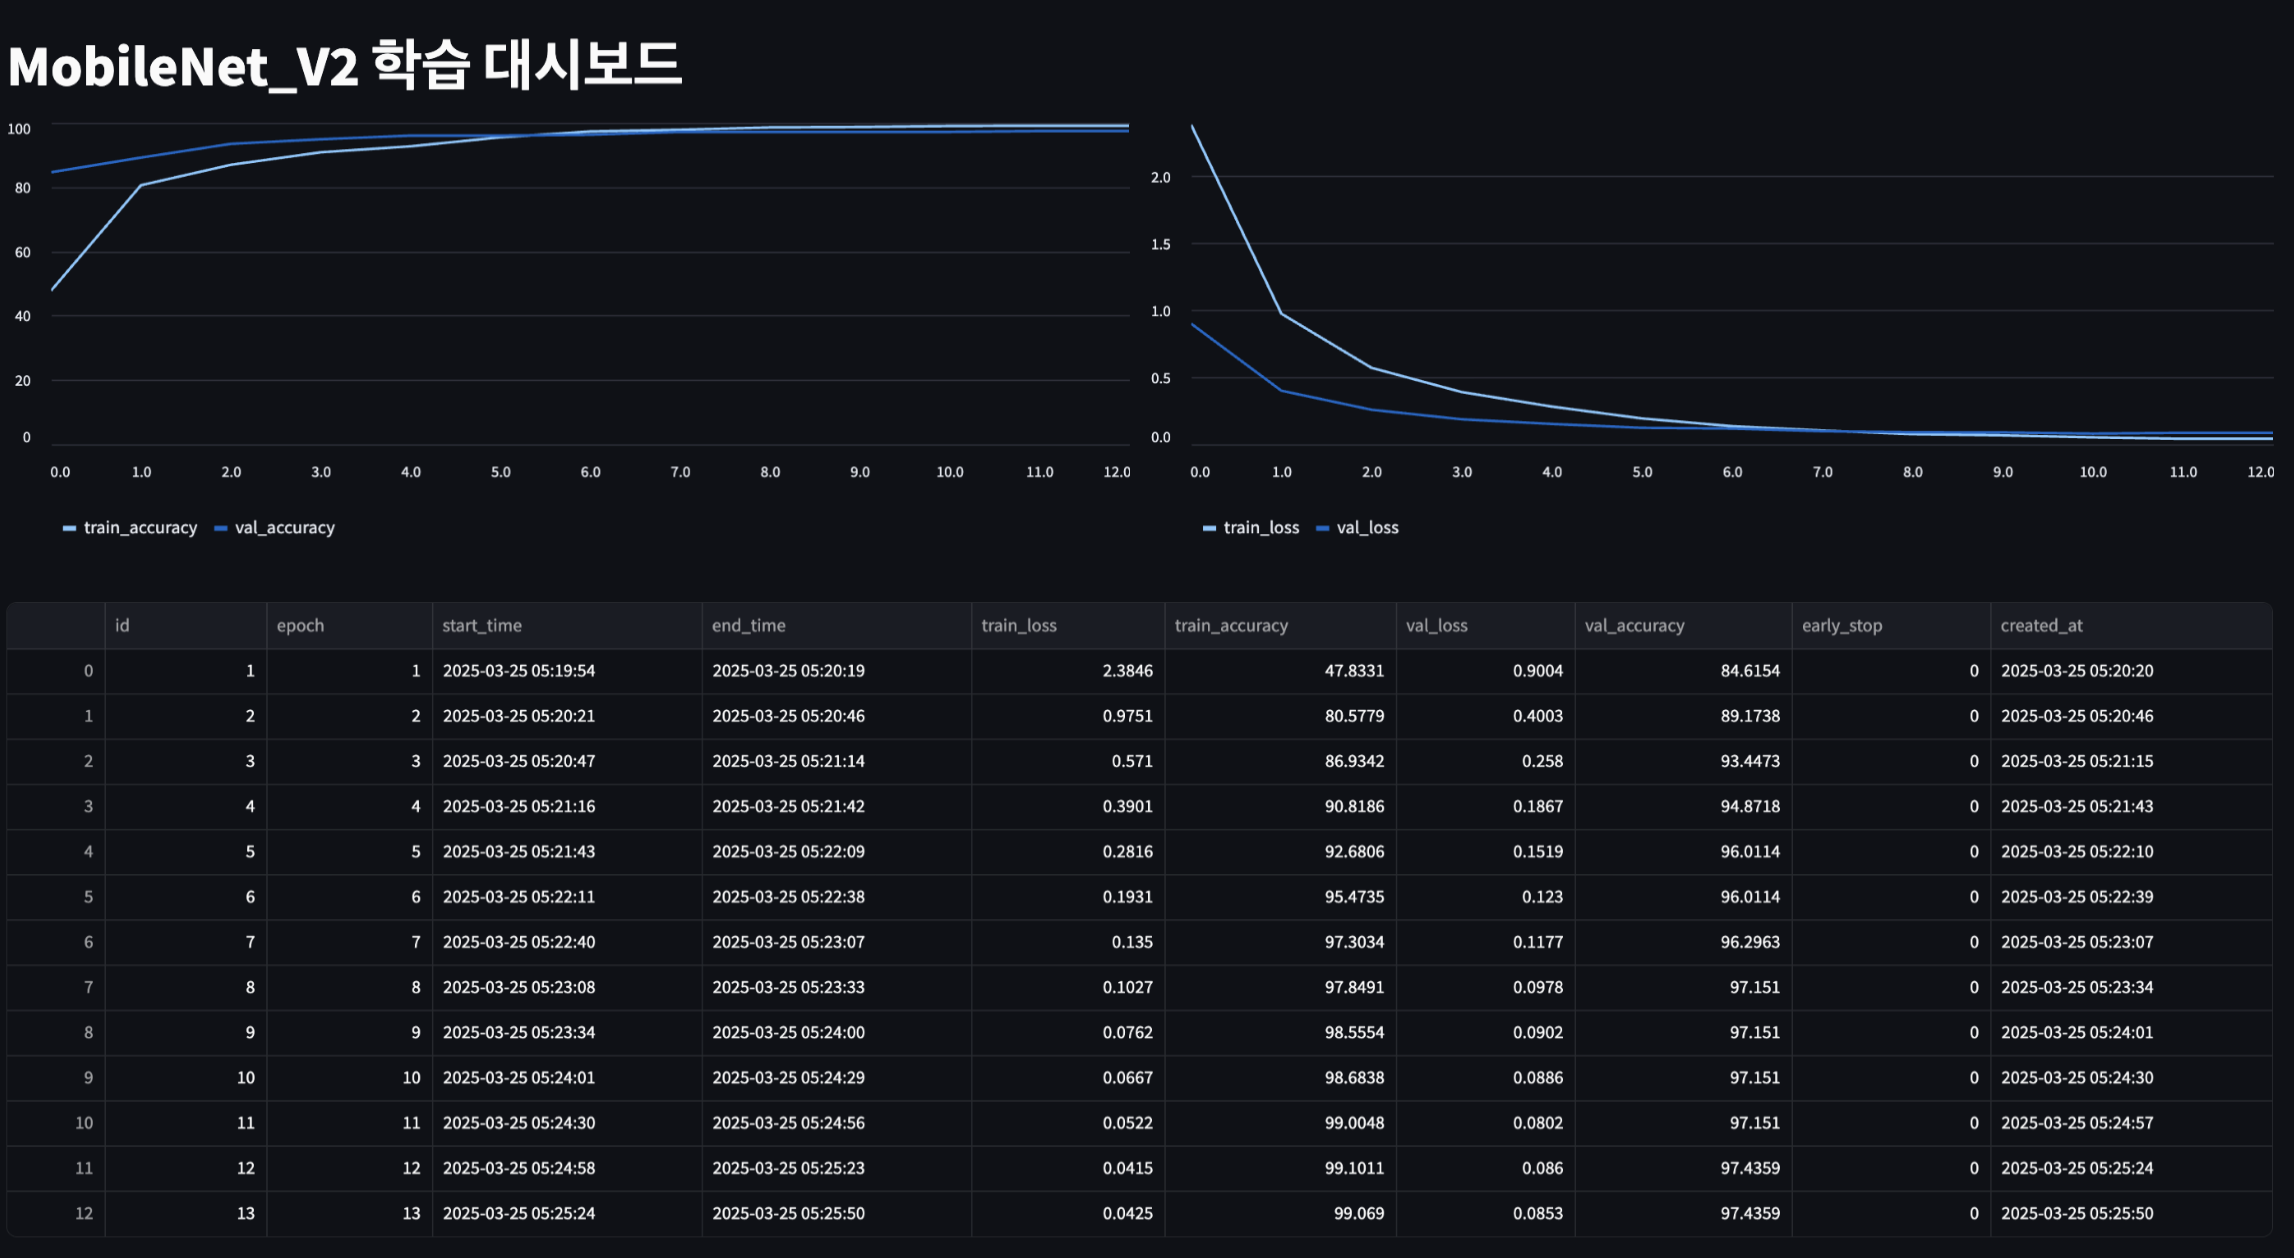 MobileNet_V2 학습 대시보드
100
80
60
40
20
0
0.0 1.0 2.0 3.0 4.0 5.0 6.0 7.0 8.0 9.0 10.0 11.0 12.0
train_accuracy val_accuracy
2.0
1.5
1.0
0.5
0.0
0.0 1.0 2.0 3.0 4.0 5.0 6.0 7.0 8.0 9.0 10.0 11.0 12.0
train_loss val_loss
id epoch start_time end_time train_loss train_accuracy val_loss val_accuracy early_stop created_at
0 1 1 2025-03-25 05:19:54 2025-03-25 05:20:19 2.3846 47.8331 0.9004 84.6154 0 2025-03-25 05:20:20
1 2 2 2025-03-25 05:20:21 2025-03-25 05:20:46 0.9751 80.5779 0.4003 89.1738 0 2025-03-25 05:20:46
2 3 3 2025-03-25 05:20:47 2025-03-25 05:21:14 0.571 86.9342 0.258 93.4473 0 2025-03-25 05:21:15
3 4 4 2025-03-25 05:21:16 2025-03-25 05:21:42 0.3901 90.8186 0.1867 94.8718 0 2025-03-25 05:21:43
4 5 5 2025-03-25 05:21:43 2025-03-25 05:22:09 0.2816 92.6806 0.1519 96.0114 0 2025-03-25 05:22:10
5 6 6 2025-03-25 05:22:11 2025-03-25 05:22:38 0.1931 95.4735 0.123 96.0114 0 2025-03-25 05:22:39
6 7 7 2025-03-25 05:22:40 2025-03-25 05:23:07 0.135 97.3034 0.1177 96.2963 0 2025-03-25 05:23:07
7 8 8 2025-03-25 05:23:08 2025-03-25 05:23:33 0.1027 97.8491 0.0978 97.151 0 2025-03-25 05:23:34
8 9 9 2025-03-25 05:23:34 2025-03-25 05:24:00 0.0762 98.5554 0.0902 97.151 0 2025-03-25 05:24:01
9 10 10 2025-03-25 05:24:01 2025-03-25 05:24:29 0.0667 98.6838 0.0886 97.151 0 2025-03-25 05:24:30
10 11 11 2025-03-25 05:24:30 2025-03-25 05:24:56 0.0522 99.0048 0.0802 97.151 0 2025-03-25 05:24:57
11 12 12 2025-03-25 05:24:58 2025-03-25 05:25:23 0.0415 99.1011 0.086 97.4359 0 2025-03-25 05:25:24
12 13 13 2025-03-25 05:25:24 2025-03-25 05:25:50 0.0425 99.069 0.0853 97.4359 0 2025-03-25 05:25:50